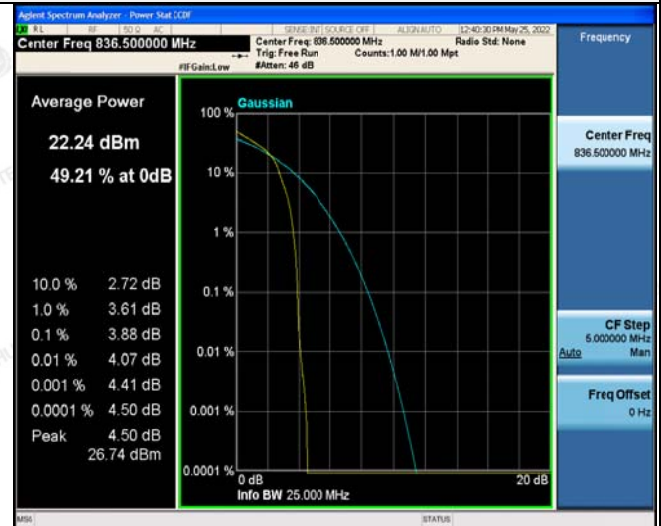 Agilent Spectrum Analyzer - Power Stat CCDF
RL RF 50 Ω AC SENSE:INT SOURCE OFF ALIGN AUTO 12:40:30 PM May 25, 2022
Center Freq 836.500000 MHz
Center Freq: 836.500000 MHz Radio Std: None
Trig: Free Run Counts:1.00 M/1.00 Mpt
#IFGain:Low #Atten: 46 dB
Frequency
Average Power
22.24 dBm
49.21 % at 0dB
10.0 % 2.72 dB
1.0 % 3.61 dB
0.1 % 3.88 dB
0.01 % 4.07 dB
0.001 % 4.41 dB
0.0001 % 4.50 dB
Peak 4.50 dB
26.74 dBm
Gaussian
100 %
10 %
1 %
0.1 %
0.01 %
0.001 %
0.0001 %
0 dB 20 dB
Info BW 25.000 MHz
Center Freq
836.500000 MHz
CF Step
5.000000 MHz
Auto Man
Freq Offset
0 Hz
MSG STATUS